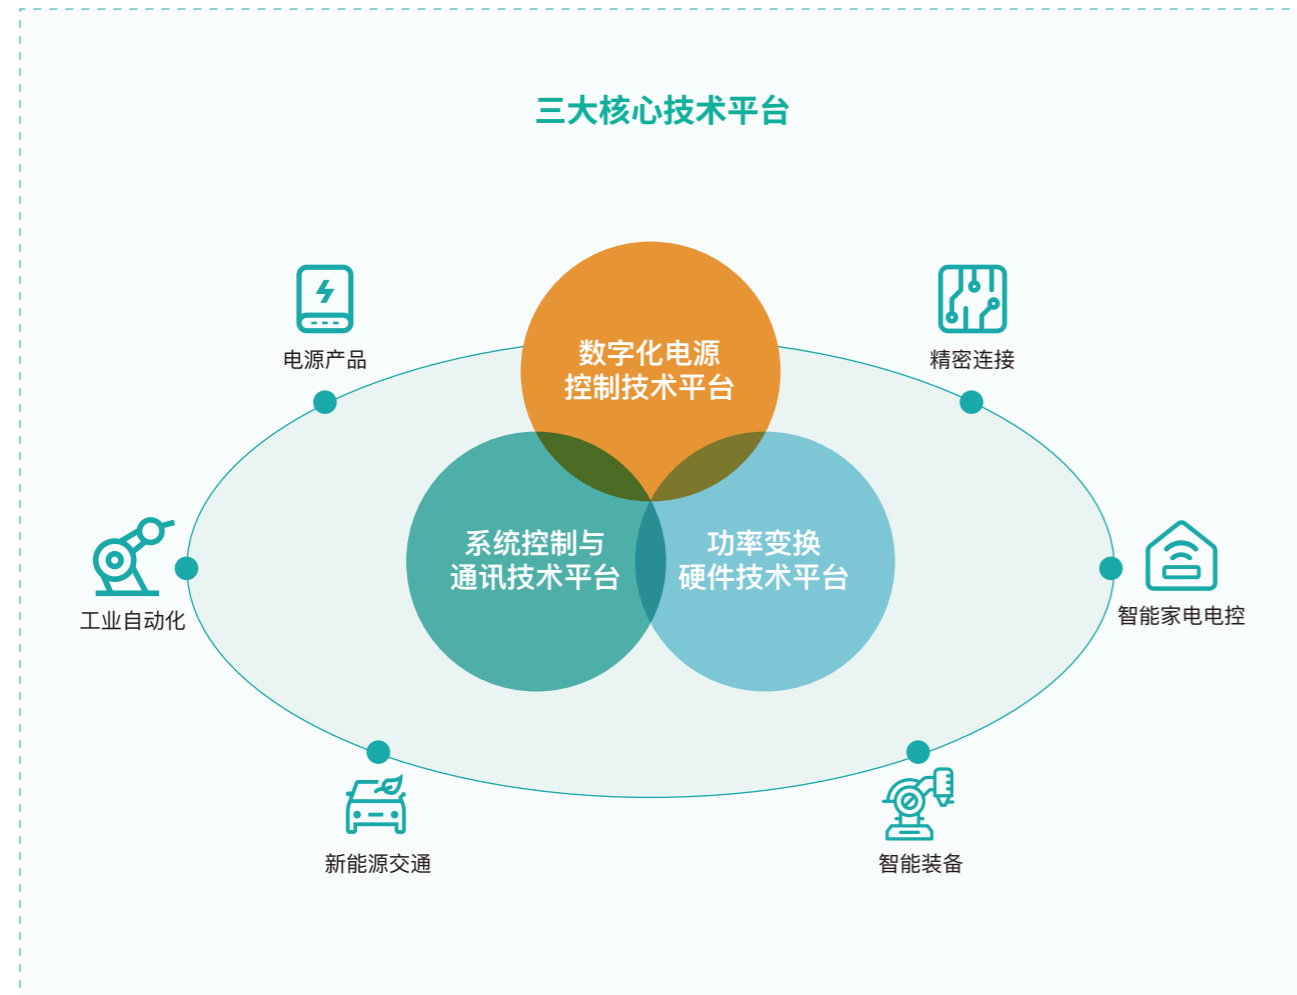 三大核心技术平台
电源产品
精密连接
数字化电源
控制技术平台
系统控制与
通讯技术平台
功率变换
硬件技术平台
工业自动化
智能家电电控
新能源交通
智能装备